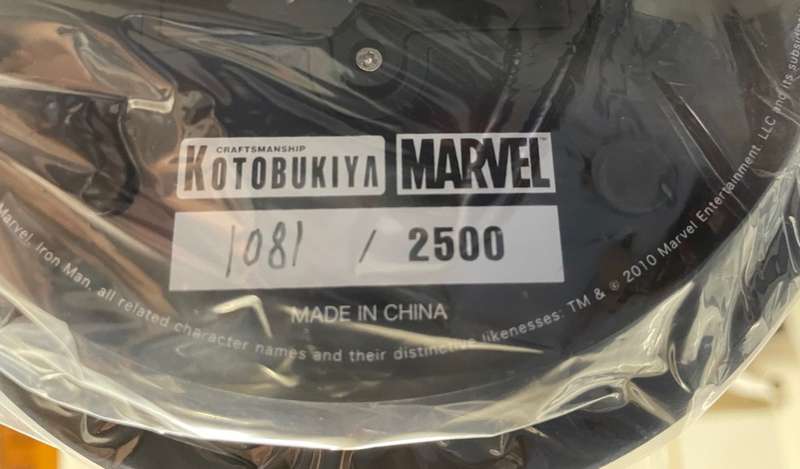 CRAFTSMANSHIP
KOTOBUKIYA MARVEL
1081 / 2500
MADE IN CHINA
Marvel, Iron Man, all related character names and their distinctive likenesses: TM & © 2010 Marvel Entertainment, LLC and its